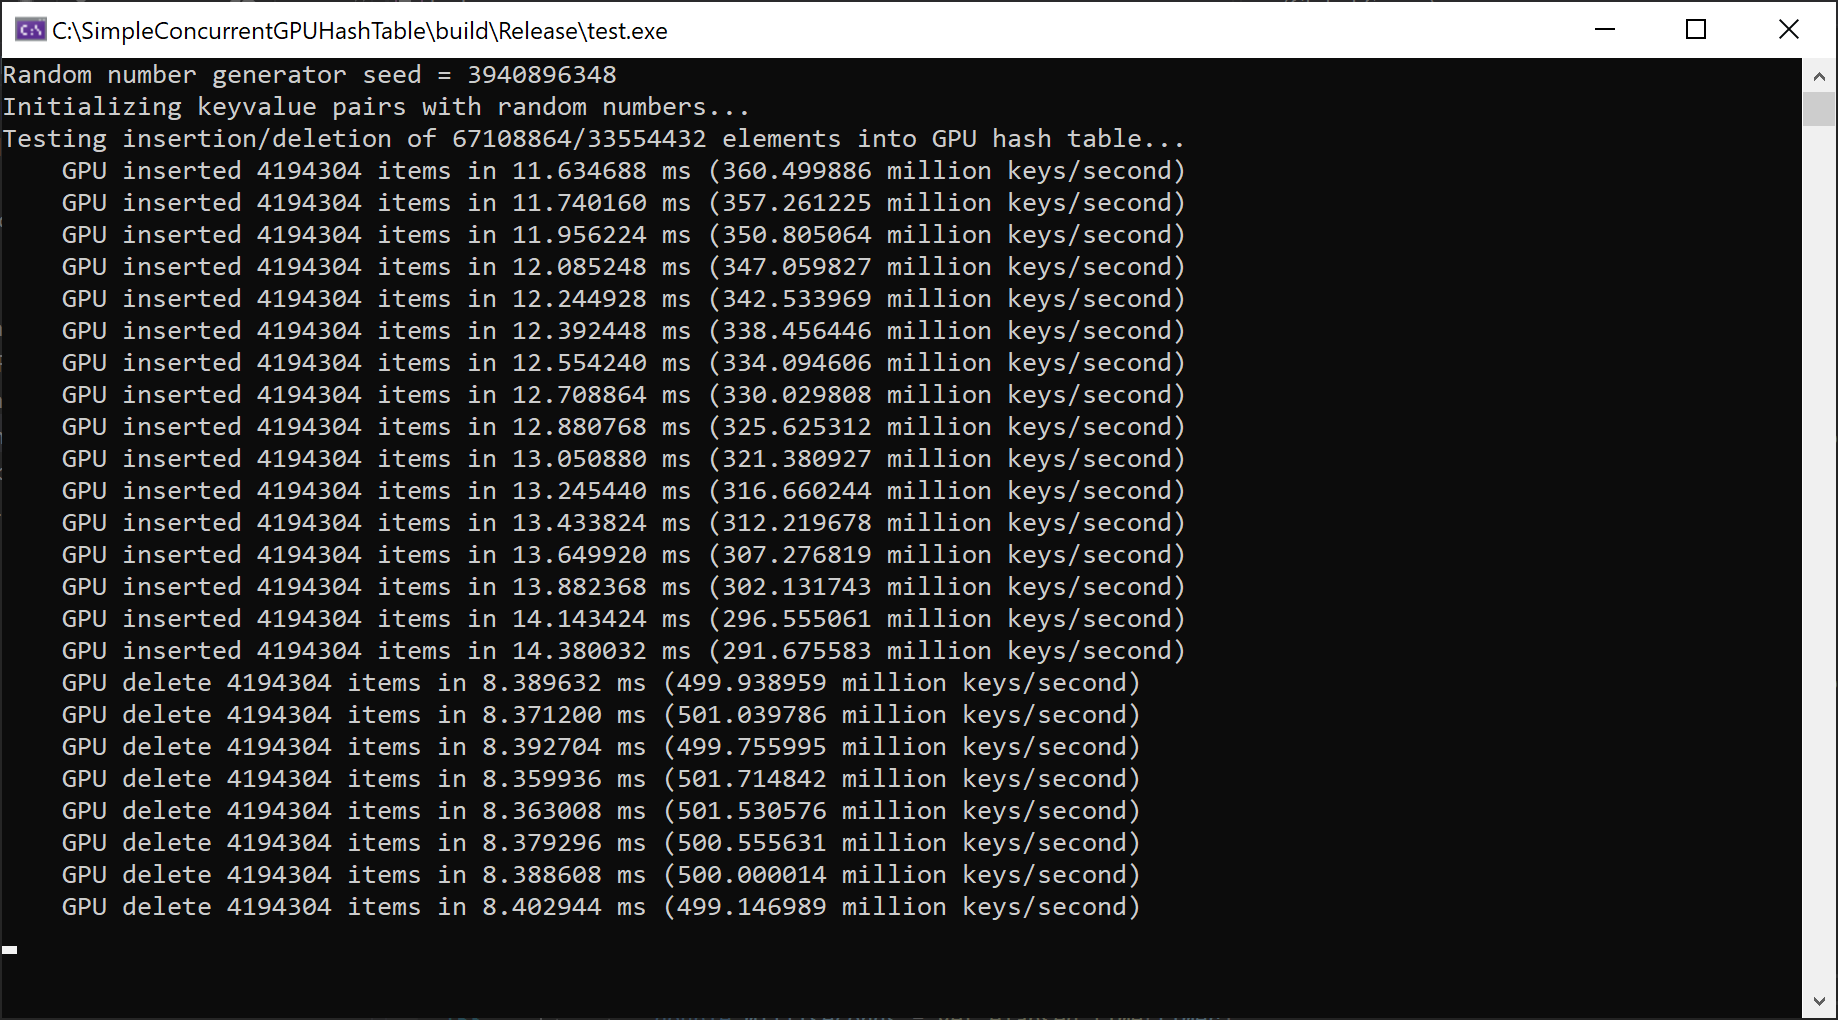 C:\SimpleConcurrentGPUHashTable\build\Release\test.exe
Random number generator seed = 3940896348
Initializing keyvalue pairs with random numbers...
Testing insertion/deletion of 67108864/33554432 elements into GPU hash table...
GPU inserted 4194304 items in 11.634688 ms (360.499886 million keys/second)
GPU inserted 4194304 items in 11.740160 ms (357.261225 million keys/second)
GPU inserted 4194304 items in 11.956224 ms (350.805064 million keys/second)
GPU inserted 4194304 items in 12.085248 ms (347.059827 million keys/second)
GPU inserted 4194304 items in 12.244928 ms (342.533969 million keys/second)
GPU inserted 4194304 items in 12.392448 ms (338.456446 million keys/second)
GPU inserted 4194304 items in 12.554240 ms (334.094606 million keys/second)
GPU inserted 4194304 items in 12.708864 ms (330.029808 million keys/second)
GPU inserted 4194304 items in 12.880768 ms (325.625312 million keys/second)
GPU inserted 4194304 items in 13.050880 ms (321.380927 million keys/second)
GPU inserted 4194304 items in 13.245440 ms (316.660244 million keys/second)
GPU inserted 4194304 items in 13.433824 ms (312.219678 million keys/second)
GPU inserted 4194304 items in 13.649920 ms (307.276819 million keys/second)
GPU inserted 4194304 items in 13.882368 ms (302.131743 million keys/second)
GPU inserted 4194304 items in 14.143424 ms (296.555061 million keys/second)
GPU inserted 4194304 items in 14.380032 ms (291.675583 million keys/second)
GPU delete 4194304 items in 8.389632 ms (499.938959 million keys/second)
GPU delete 4194304 items in 8.371200 ms (501.039786 million keys/second)
GPU delete 4194304 items in 8.392704 ms (499.755995 million keys/second)
GPU delete 4194304 items in 8.359936 ms (501.714842 million keys/second)
GPU delete 4194304 items in 8.363008 ms (501.530576 million keys/second)
GPU delete 4194304 items in 8.379296 ms (500.555631 million keys/second)
GPU delete 4194304 items in 8.388608 ms (500.000014 million keys/second)
GPU delete 4194304 items in 8.402944 ms (499.146989 million keys/second)